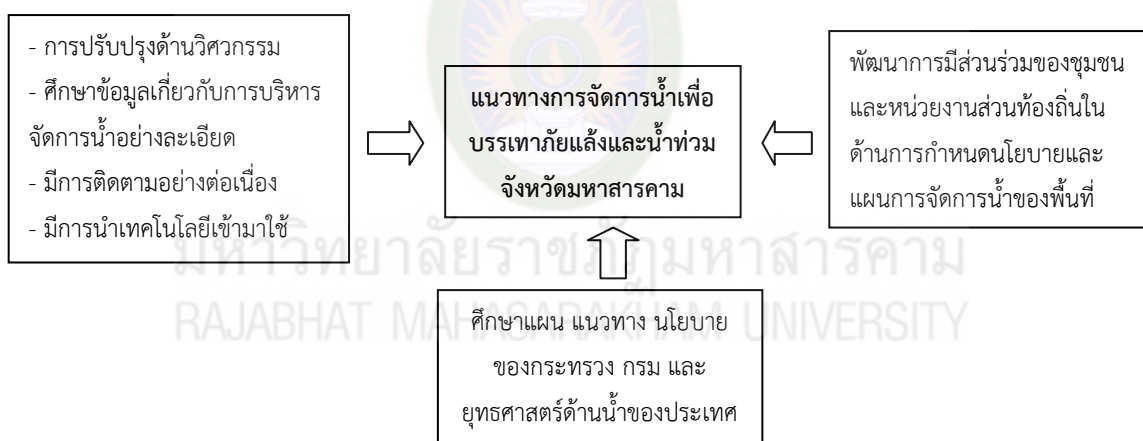 - การปรับปรุงด้านวิศวกรรม
- ศึกษาข้อมูลเกี่ยวกับการบริหาร
จัดการน้ำอย่างละเอียด
- มีการติดตามอย่างต่อเนื่อง
- มีการนำเทคโนโลยีเข้ามาใช้
แนวทางการจัดการน้ำเพื่อ
บรรเทาภัยแล้งและน้ำท่วม
จังหวัดมหาสารคาม
พัฒนาการมีส่วนร่วมของชุมชน
และหน่วยงานส่วนท้องถิ่นใน
ด้านการกำหนดนโยบายและ
แผนการจัดการน้ำของพื้นที่
มหาวิทยาลัยราชภัฏมหาสารคาม
RAJABHAT MAHASARAKHAM UNIVERSITY
ศึกษาแผน แนวทาง นโยบาย
ของกระทรวง กรม และ
ยุทธศาสตร์ด้านน้ำของประเทศ